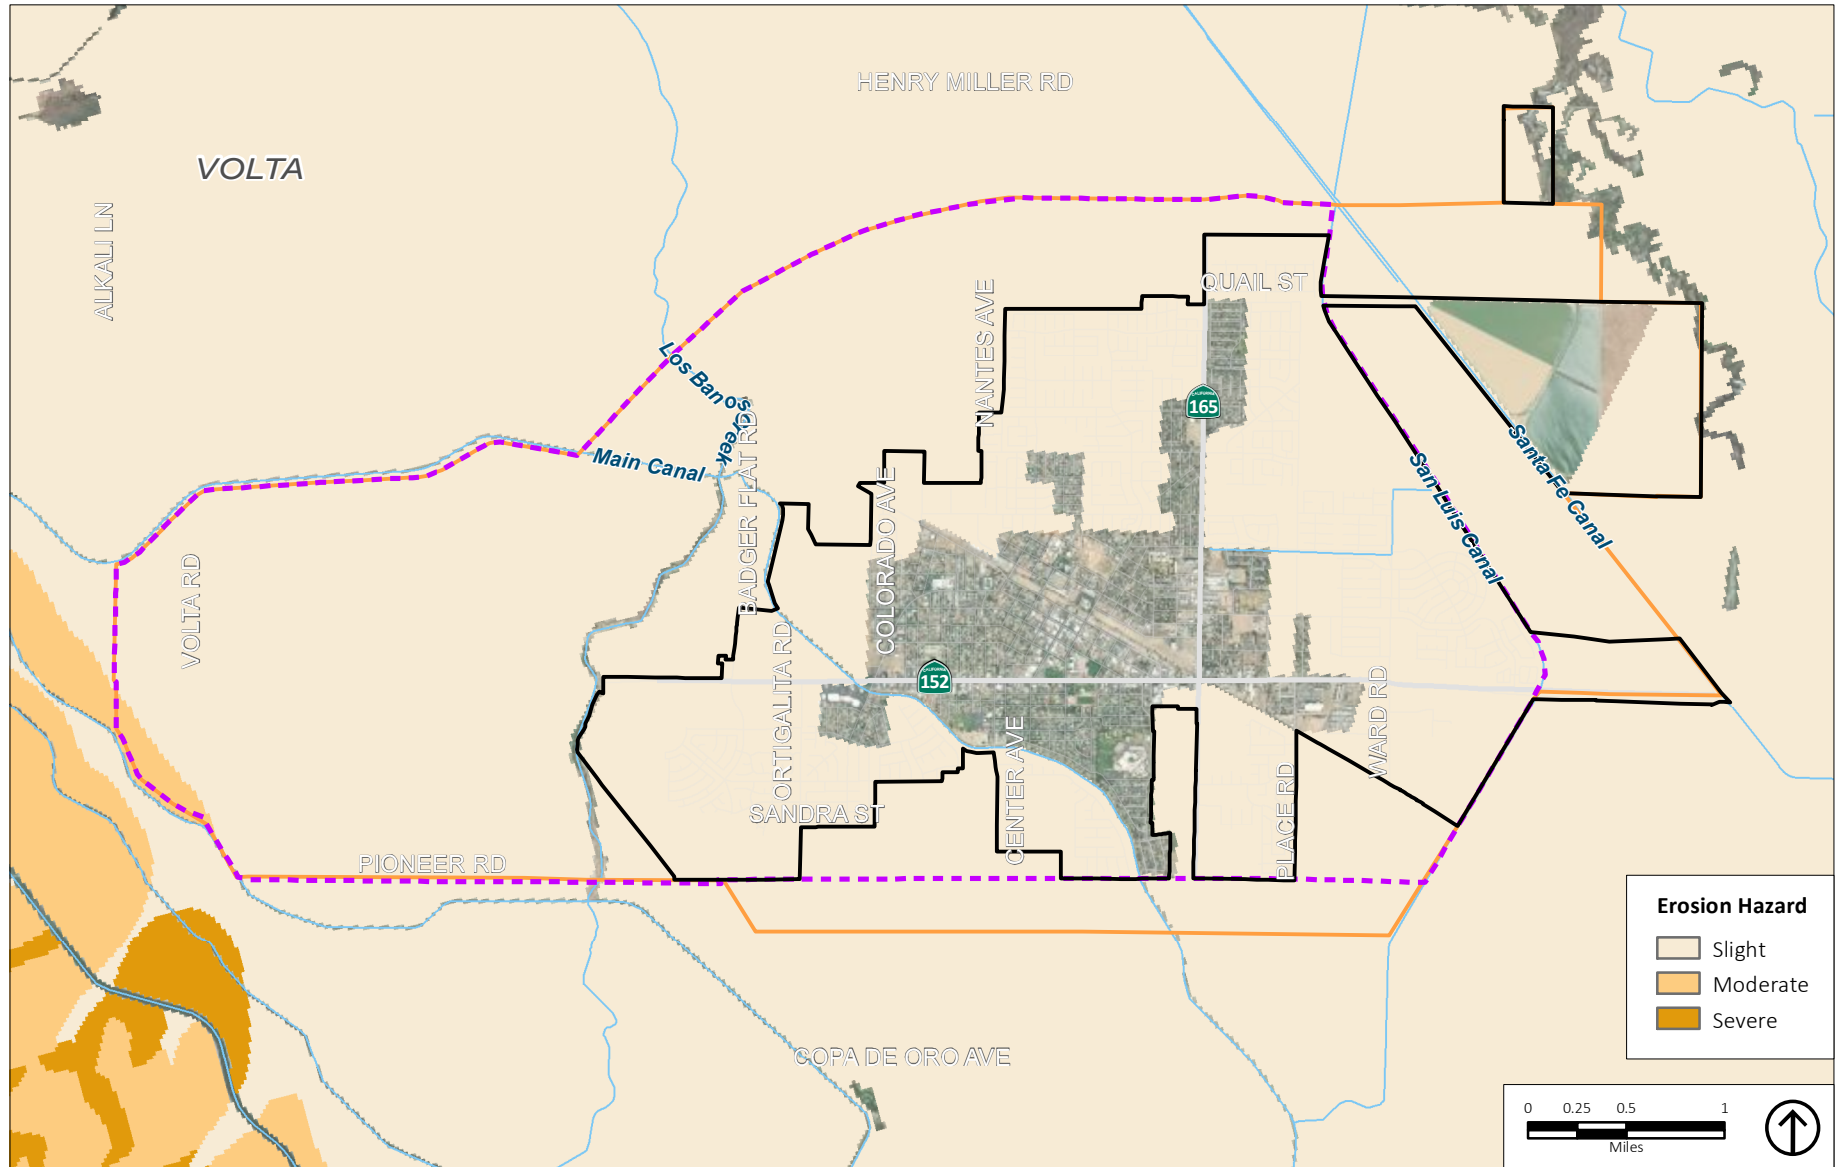 HENRY MILLER RD
VOLTA
ALKALI LN
QUAIL ST
NANTES AVE
Los Banos Creek
165
BADGER FLAT RD
Main Canal
COLORADO AVE
San Luis Canal
Santa Fe Canal
VOLTA RD
ORTIGALITA RD
CALIFORNIA
152
WARD RD
CENTER AVE
PLACE RD
SANDRA ST
PIONEER RD
COPA DE ORO AVE
Erosion Hazard
Slight
Moderate
Severe
0 0.25 0.5 1
Miles